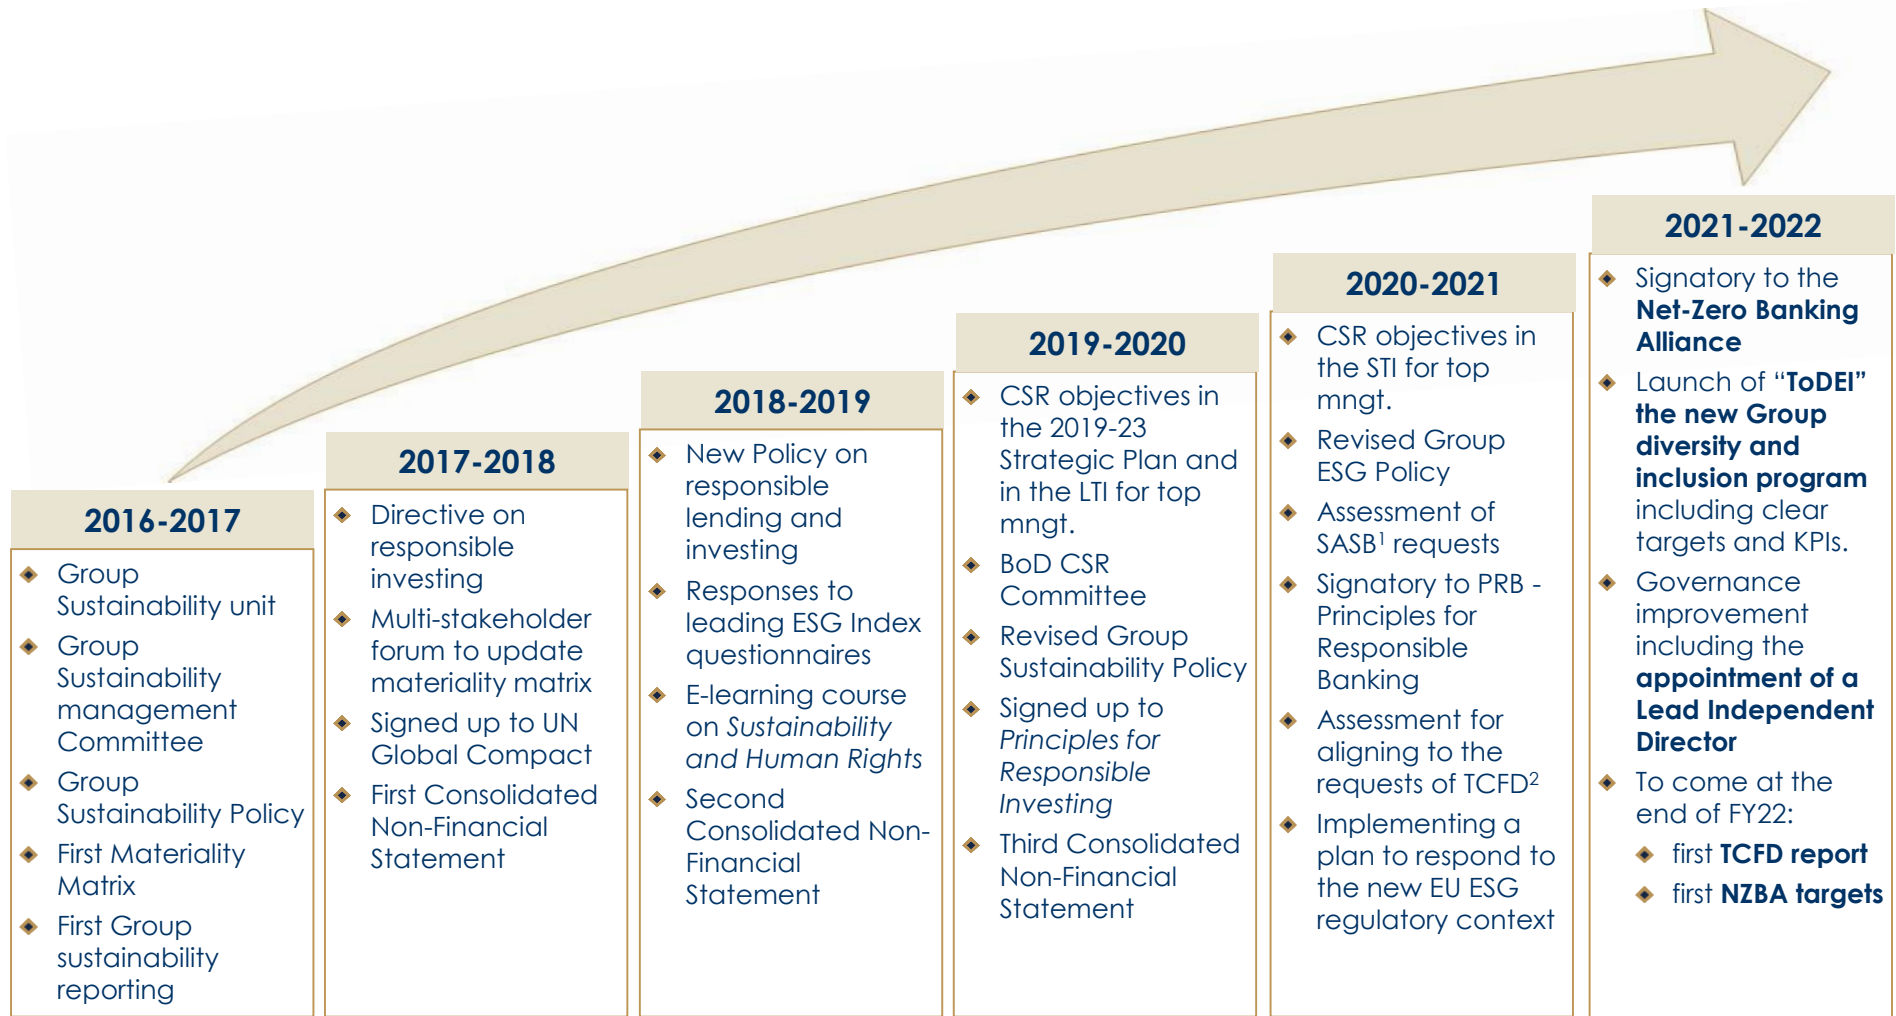 2016-2017
Group
Sustainability unit
Group
Sustainability
management
Committee
Group
Sustainability Policy
First Materiality
Matrix
First Group
sustainability
reporting
2017-2018
Directive on
responsible
investing
Multi-stakeholder
forum to update
materiality matrix
Signed up to UN
Global Compact
First Consolidated
Non-Financial
Statement
2018-2019
New Policy on
responsible
lending and
investing
Responses to
leading ESG Index
questionnaires
E-learning course
on Sustainability
and Human Rights
Second
Consolidated Non-
Financial
Statement
2019-2020
CSR objectives in
the 2019-23
Strategic Plan and
in the LTI for top
mngt.
BoD CSR
Committee
Revised Group
Sustainability Policy
Signed up to
Principles for
Responsible
Investing
Third Consolidated
Non-Financial
Statement
2020-2021
CSR objectives in
the STI for top
mngt.
Revised Group
ESG Policy
Assessment of
SASB¹ requests
Signatory to PRB -
Principles for
Responsible
Banking
Assessment for
aligning to the
requests of TCFD²
Implementing a
plan to respond to
the new EU ESG
regulatory context
2021-2022
Signatory to the
Net-Zero Banking
Alliance
Launch of “ToDEI”
the new Group
diversity and
inclusion program
including clear
targets and KPIs.
Governance
improvement
including the
appointment of a
Lead Independent
Director
To come at the
end of FY22:
first TCFD report
first NZBA targets